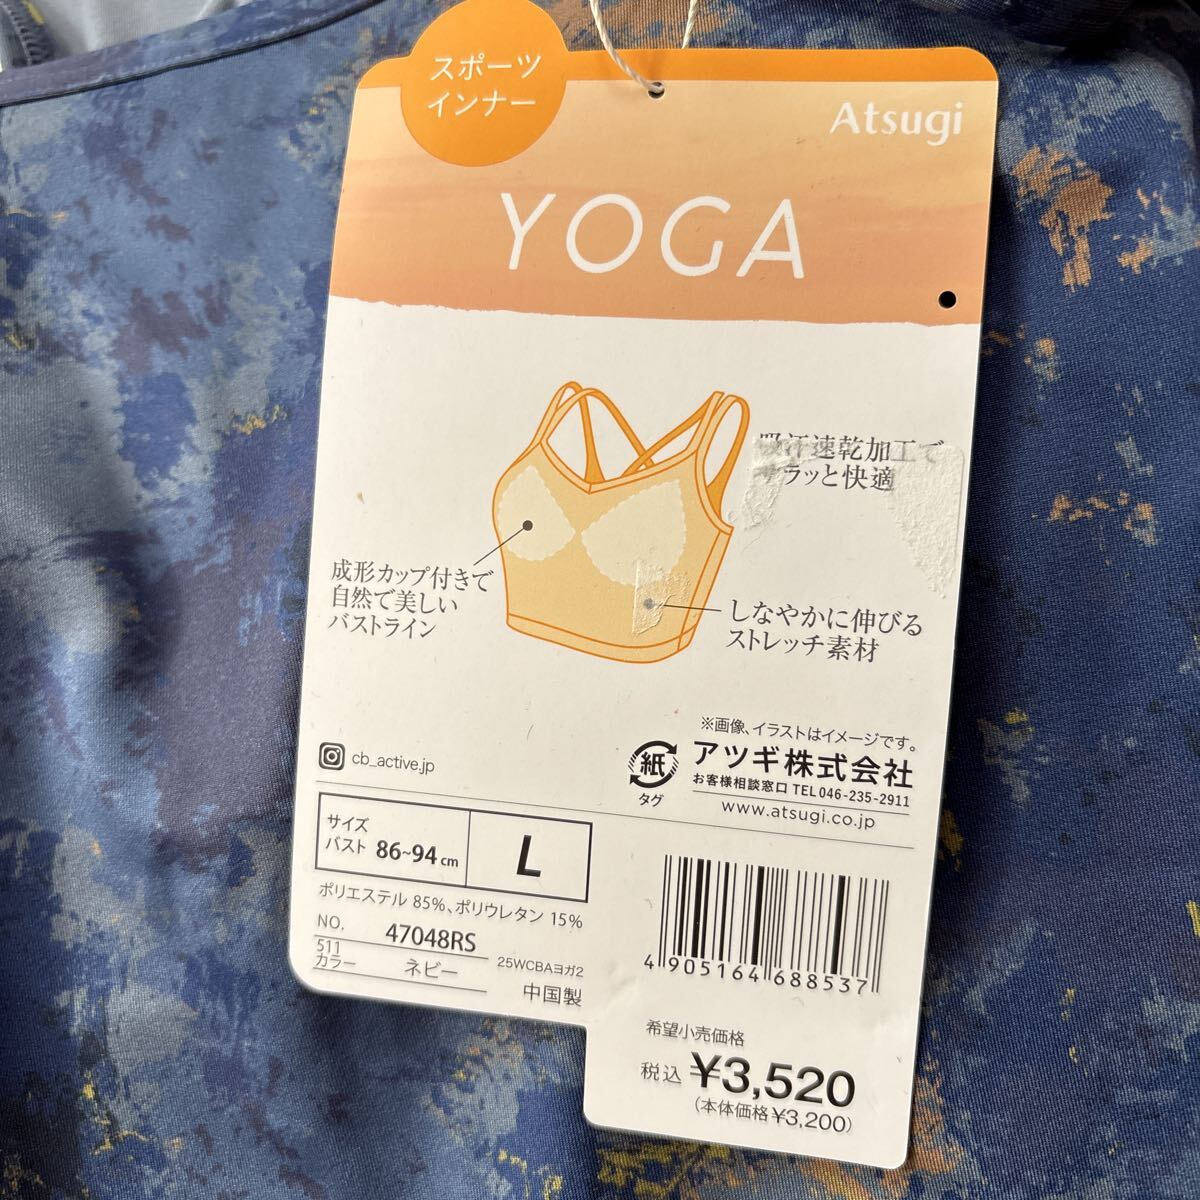 スポーツ
インナー
Atsugi
YOGA
汗速乾加工で
ラッと快適
成形カップ付きで
自然で美しい
バストライン
しなやかに伸びる
ストレッチ素材
※画像、イラストはイメージです。
cb_active.jp
紙
タグ
アツギ株式会社
お客様相談窓口 TEL 046-235-2911
www.atsugi.co.jp
サイズ
バスト 86~94cm
L
ポリエステル 85%、ポリウレタン 15%
NO. 47048RS
511
カラー ネビー
25WCBAヨガ2
中国製
4 905164 688537
希望小売価格
税込 ¥3,520
(本体価格¥3,200)